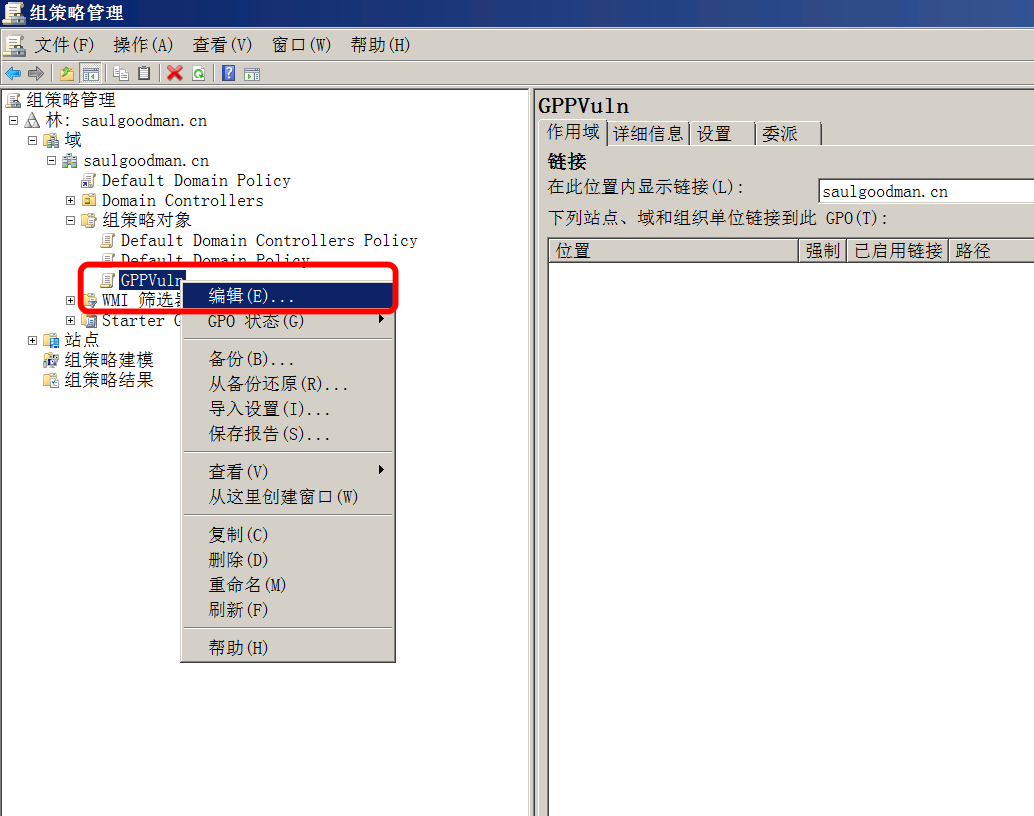 组策略管理
文件(F) 操作(A) 查看(V) 窗口(W) 帮助(H)
组策略管理
林: saulgoodman.cn
域
saulgoodman.cn
Default Domain Policy
Domain Controllers
组策略对象
Default Domain Controllers Policy
Default Domain Policy
GPPVuln
WMI 筛选器
Starter G
站点
组策略建模
组策略结果
编辑(E)...
GPO 状态(G)
备份(B)...
从备份还原(R)...
导入设置(I)...
保存报告(S)...
查看(V)
从这里创建窗口(W)
复制(C)
删除(D)
重命名(M)
刷新(F)
帮助(H)
GPPVuln
作用域 详细信息 设置 委派
链接
在此位置内显示链接(L): saulgoodman.cn
下列站点、域和组织单位链接到此 GPO(T):
位置 强制 已启用链接 路径